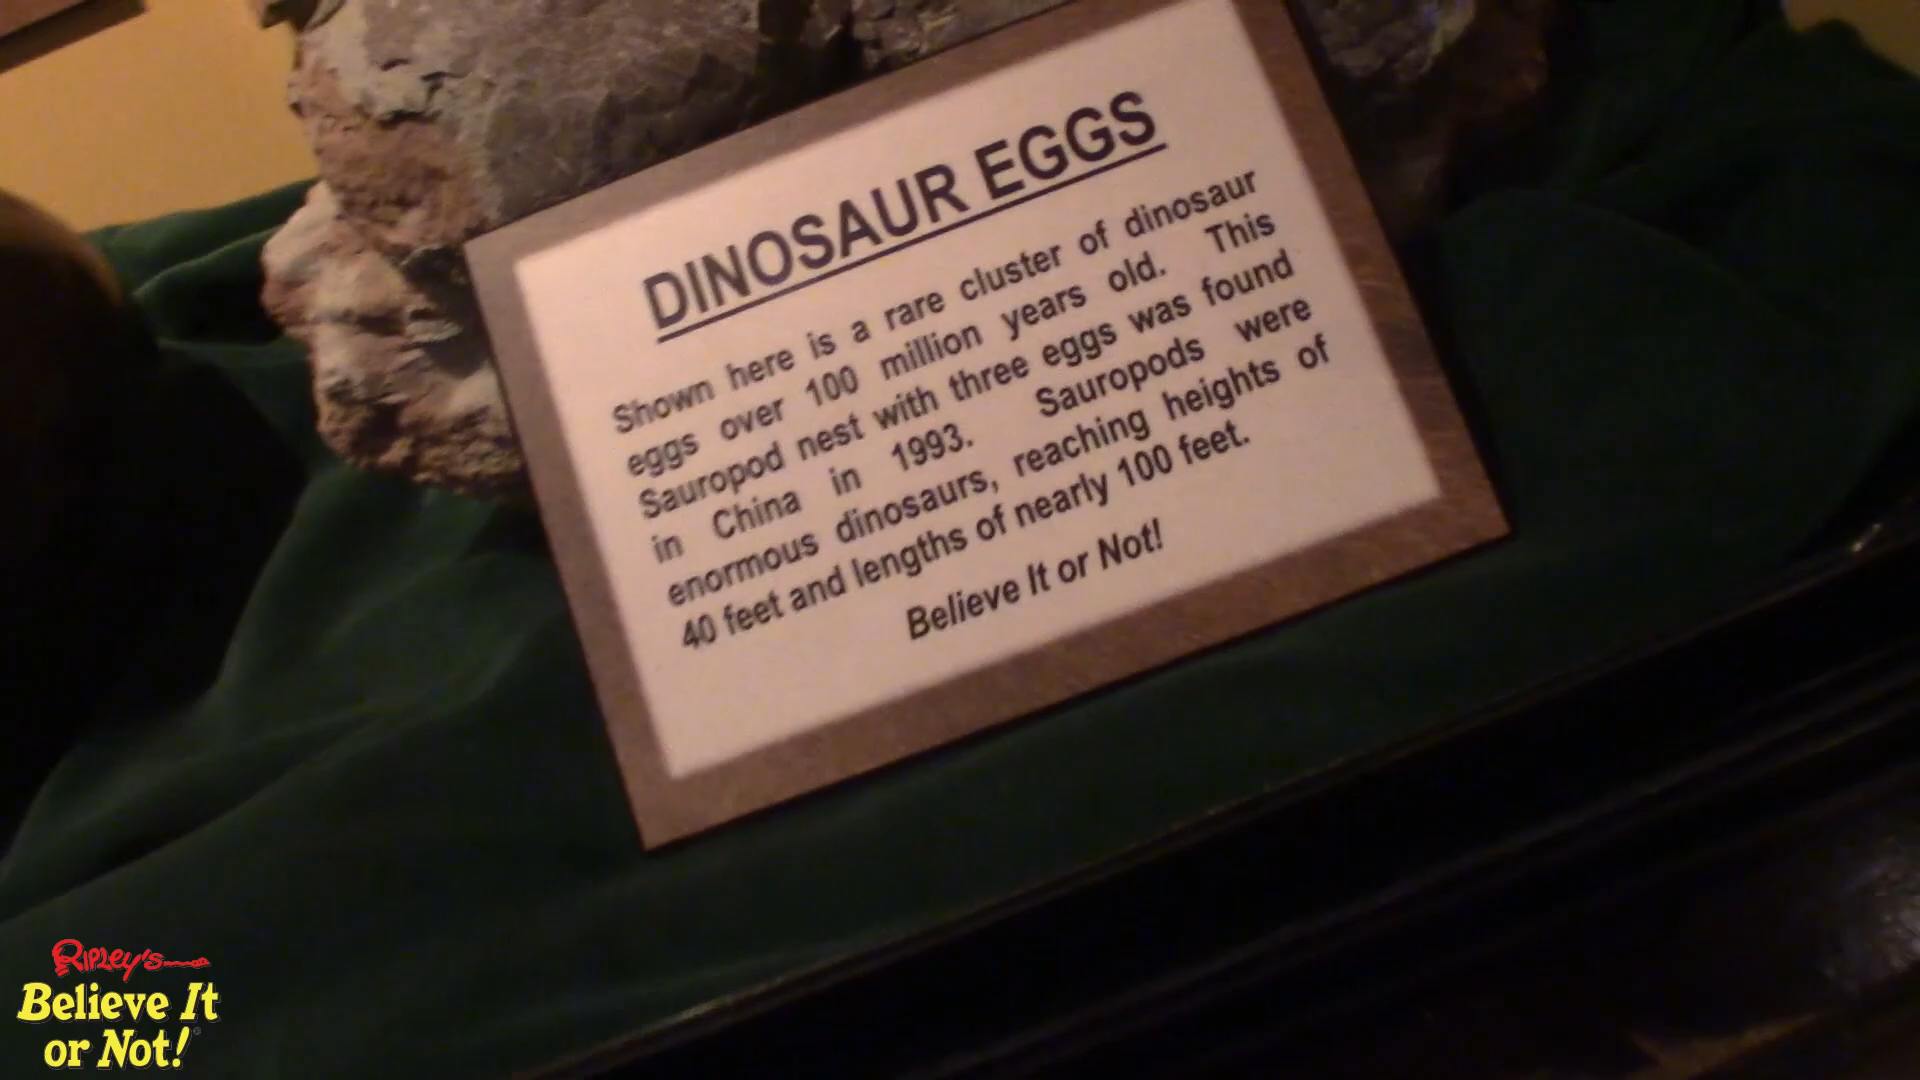 DINOSAUR EGGS
Shown here is a rare cluster of dinosaur
eggs over 100 million years old. This
Sauropod nest with three eggs was found
in China in 1993. Sauropods were
enormous dinosaurs, reaching heights of
40 feet and lengths of nearly 100 feet.
Believe It or Not!
RIPLEY'S
Believe It
or Not!